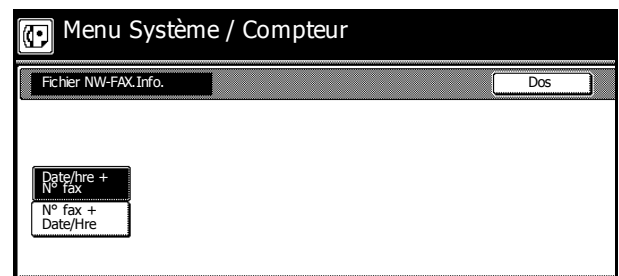 Menu Système / Compteur
Fichier NW-FAX.Info.
Dos
Date/hre +
N° fax
N° fax +
Date/Hre